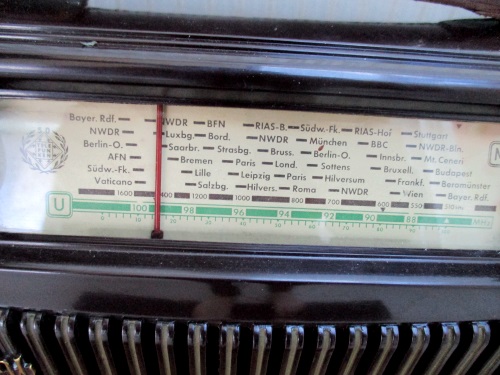 Bayer. Rdf. NWDR BFN RIAS-B. Südw.-Fk. RIAS-Hof Stuttgart
NWDR Luxbg. Bord. NWDR München BBC NWDR-Bln.
Berlin-O. Saarbr. Strasbg. Bruss. Berlin-O. Innsbr. Mt. Ceneri
AFN Bremen Paris Lond. Sottens Bruxell. Budapest
Südw.-Fk. Lille Leipzig Paris Hilversum Frankf. Beromünster
Vaticano Salzbg. Hilvers. Roma NWDR Wien Bayer. Rdf.
M 1600 1400 1200 1000 800 700 600 550 510
U 100 98 96 94 92 90 88